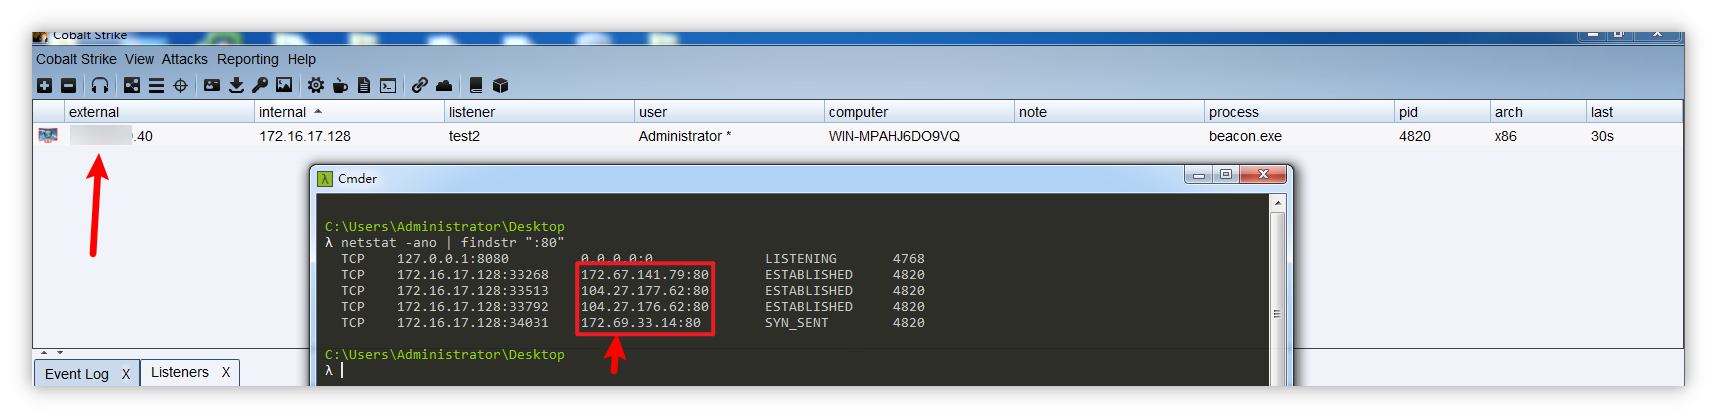 Cobalt Strike
Cobalt Strike View Attacks Reporting Help
external internal listener user computer note process pid arch last
.40 172.16.17.128 test2 Administrator * WIN-MPAHJ6DO9VQ beacon.exe 4820 x86 30s
Cmder
C:\Users\Administrator\Desktop
λ netstat -ano | findstr ":80"
TCP 127.0.0.1:8080 0.0.0.0:0 LISTENING 4768
TCP 172.16.17.128:33268 172.67.141.79:80 ESTABLISHED 4820
TCP 172.16.17.128:33513 104.27.177.62:80 ESTABLISHED 4820
TCP 172.16.17.128:33792 104.27.176.62:80 ESTABLISHED 4820
TCP 172.16.17.128:34031 172.69.33.14:80 SYN_SENT 4820
C:\Users\Administrator\Desktop
λ
Event Log X Listeners X